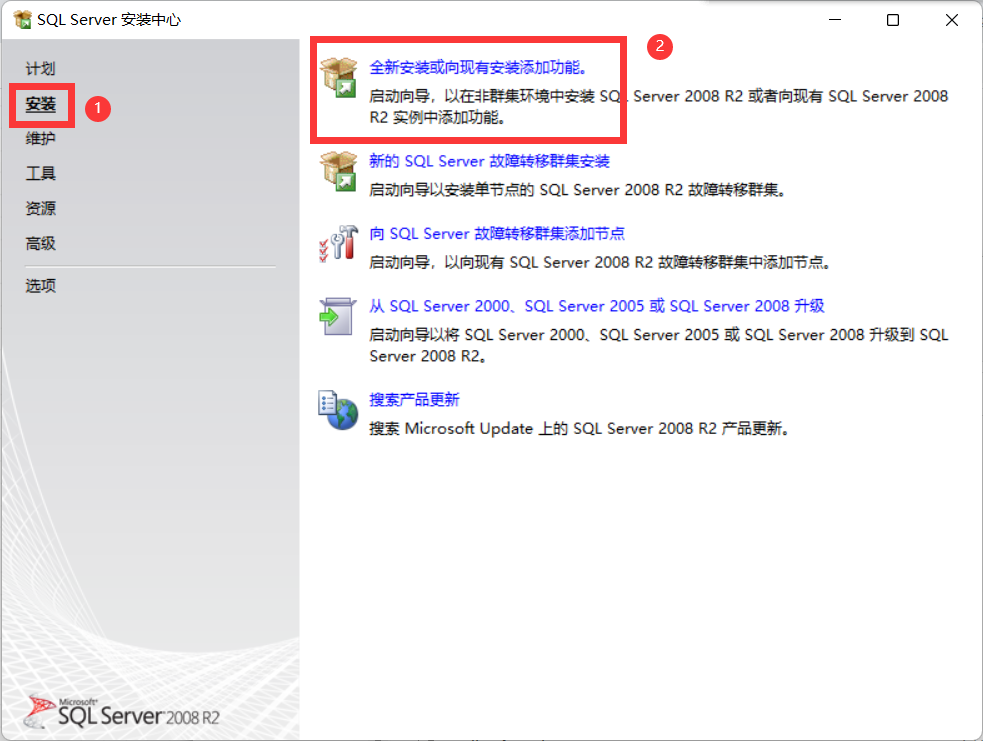 SQL Server 安装中心
计划
安装
1
维护
工具
资源
高级
选项
2
全新安装或向现有安装添加功能。
启动向导，以在非群集环境中安装 SQL Server 2008 R2 或者向现有 SQL Server 2008
R2 实例中添加功能。
新的 SQL Server 故障转移群集安装
启动向导以安装单节点的 SQL Server 2008 R2 故障转移群集。
向 SQL Server 故障转移群集添加节点
启动向导，以向现有 SQL Server 2008 R2 故障转移群集中添加节点。
从 SQL Server 2000、SQL Server 2005 或 SQL Server 2008 升级
启动向导以将 SQL Server 2000、SQL Server 2005 或 SQL Server 2008 升级到 SQL
Server 2008 R2。
搜索产品更新
搜索 Microsoft Update 上的 SQL Server 2008 R2 产品更新。
Microsoft
SQL Server 2008 R2